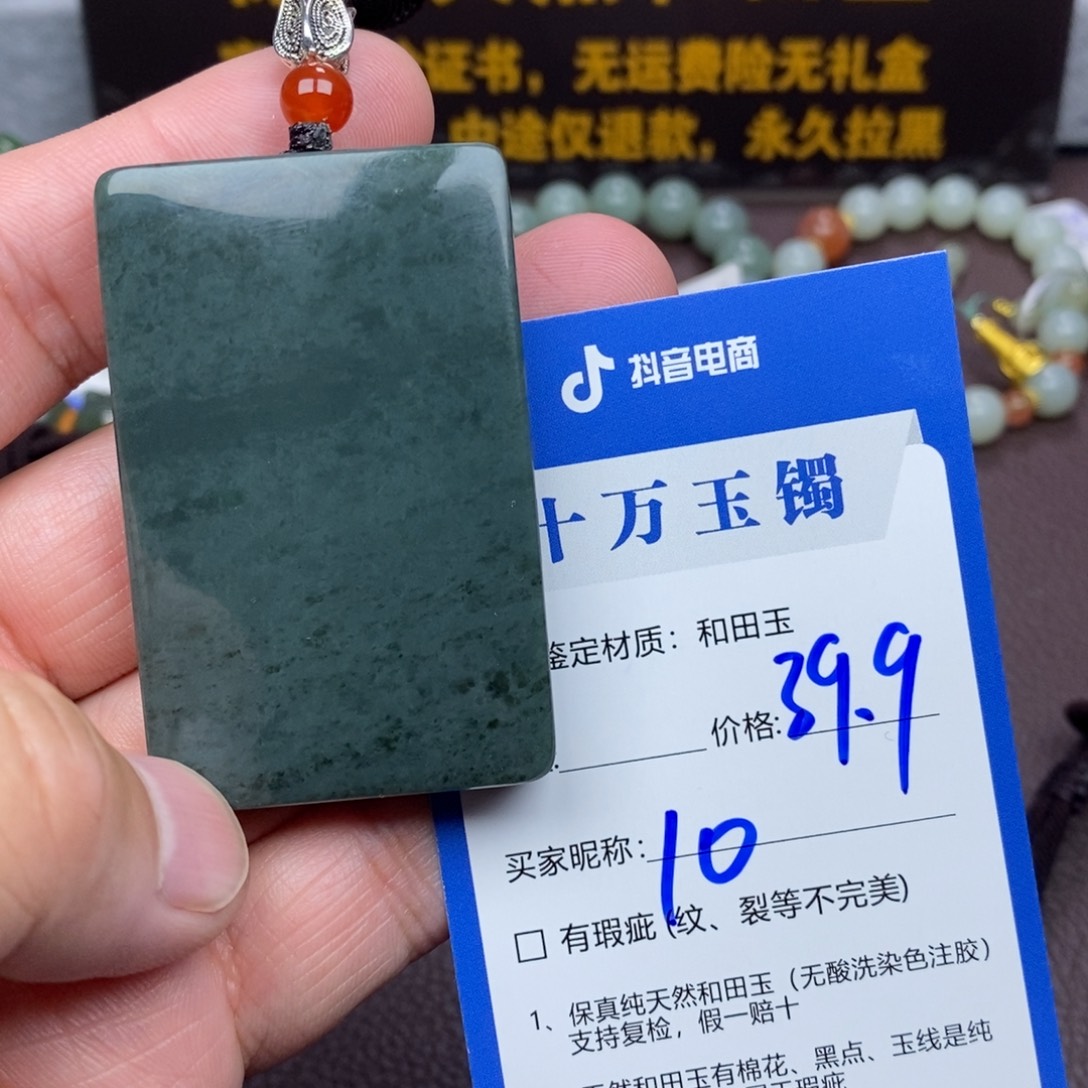 证书，无运费险无礼盒
中途仅退款，永久拉黑
抖音电商
十万玉镯
鉴定材质：和田玉
价格：39.9
买家昵称：10
有瑕疵（纹、裂等不完美）
1、保真纯天然和田玉（无酸洗染色注胶）
支持复检，假一赔十
天然和田玉有棉花、黑点、玉线是纯